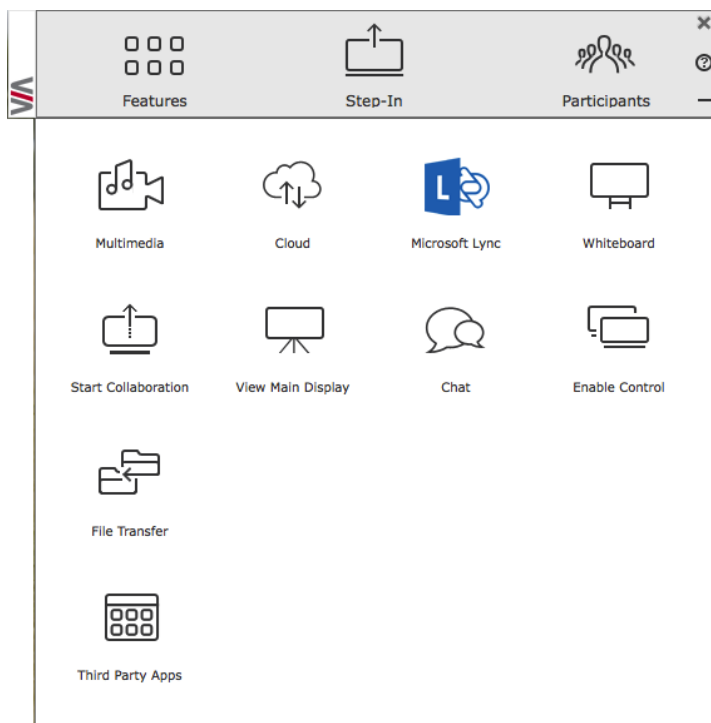 Features Step-In Participants
Multimedia Cloud Microsoft Lync Whiteboard
Start Collaboration View Main Display Chat Enable Control
File Transfer
Third Party Apps